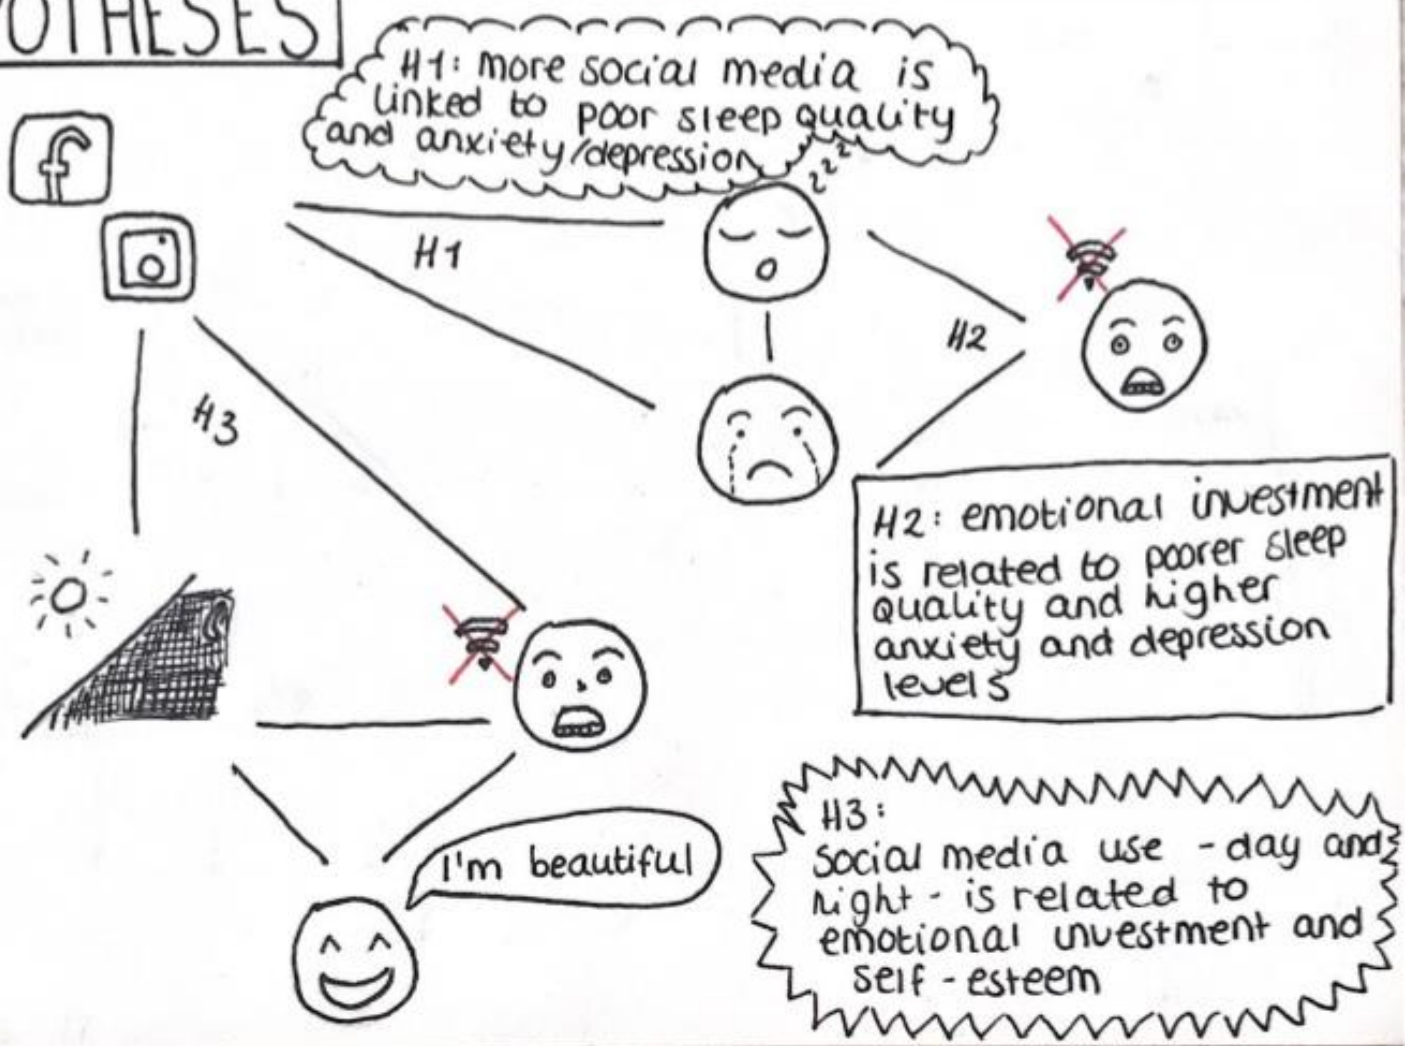 OTHESES
H1: more social media is
linked to poor sleep quality
and anxiety/depression
zzz
f
H1
H2
H3
H2: emotional investment
is related to poorer sleep
quality and higher
anxiety and depression
levels
I'm beautiful
H3:
Social media use - day and
night - is related to
emotional investment and
self-esteem